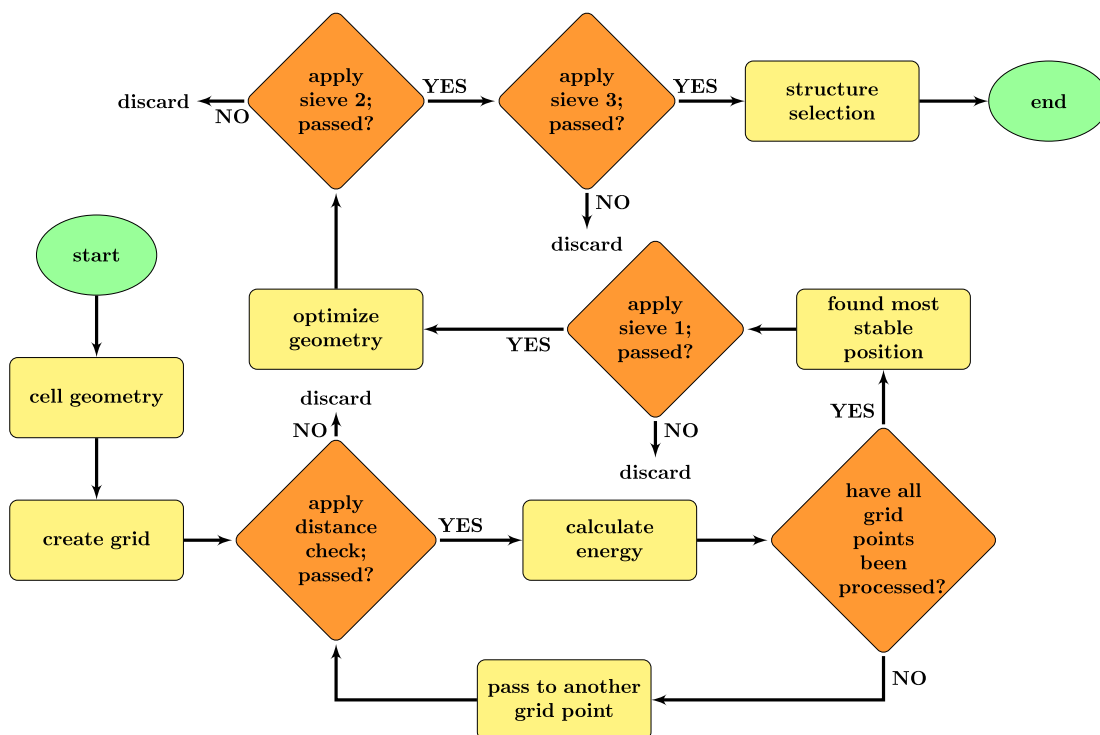 apply
sieve 2;
passed?
YES
NO
discard
apply
sieve 3;
passed?
YES
NO
discard
structure
selection
end
start
cell geometry
create grid
optimize
geometry
YES
apply
sieve 1;
passed?
NO
discard
found most
stable
position
YES
discard
NO
apply
distance
check;
passed?
YES
calculate
energy
have all
grid
points
been
processed?
NO
pass to another
grid point